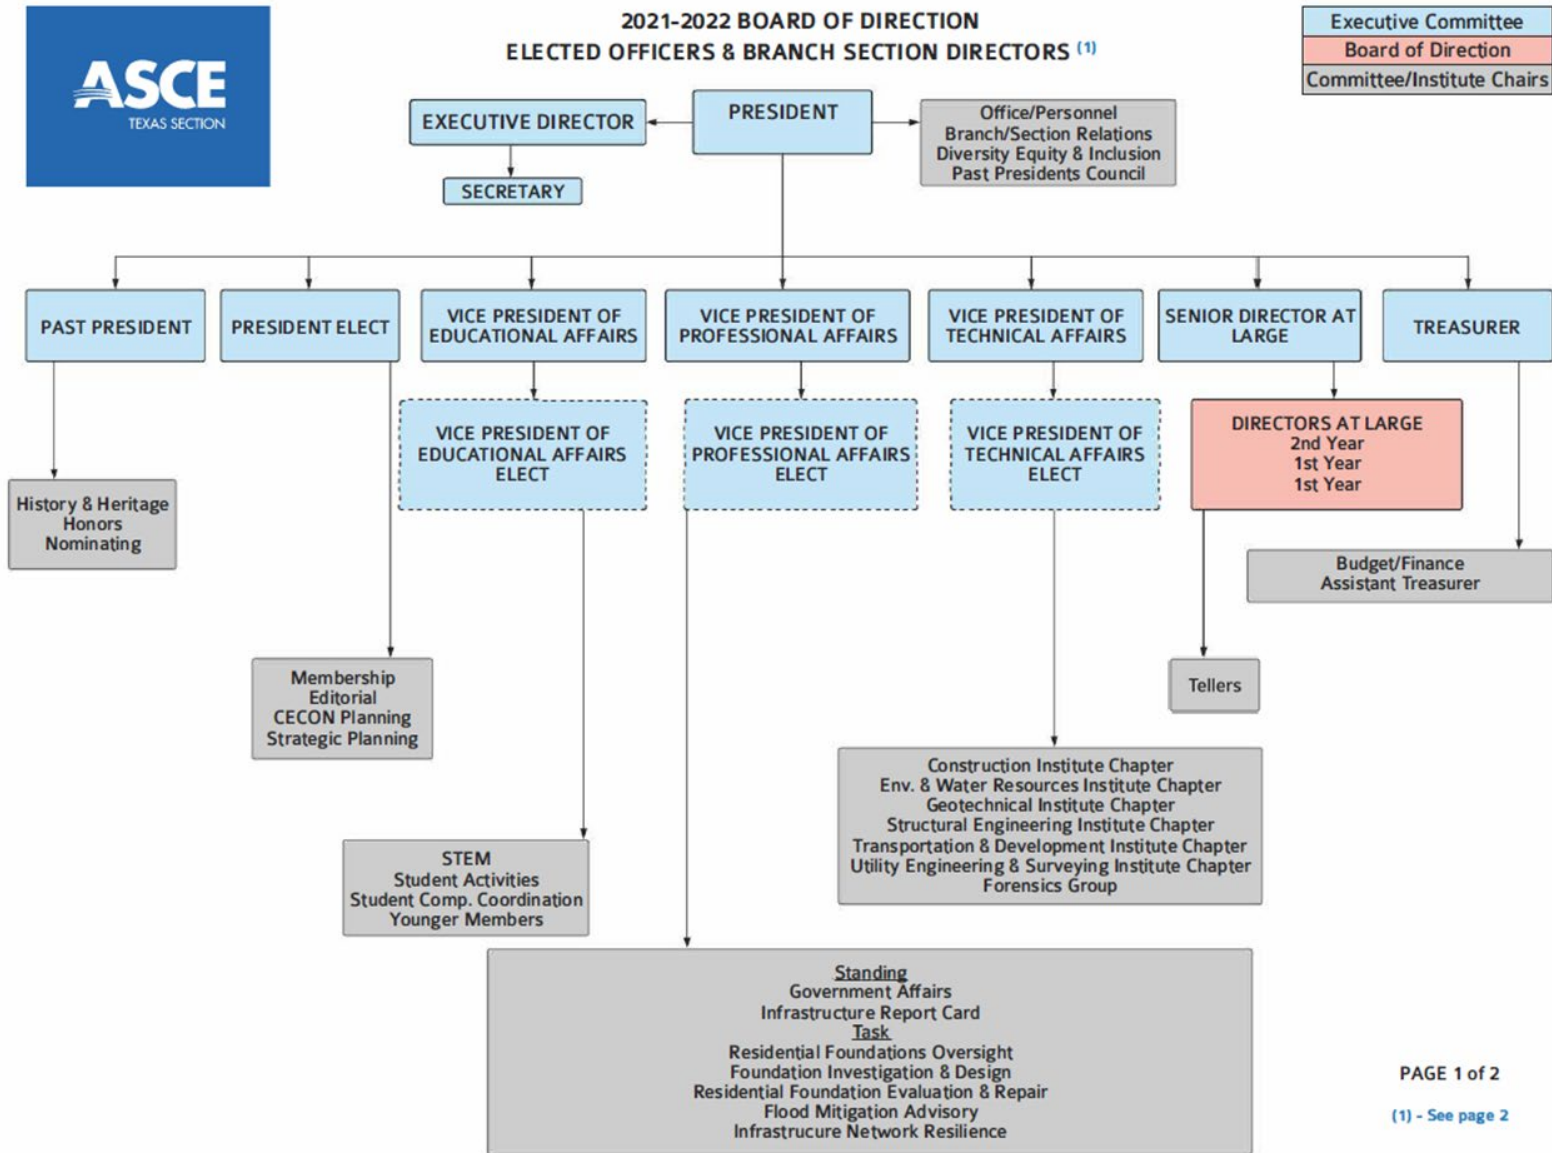 ASCE
TEXAS SECTION
2021-2022 BOARD OF DIRECTION
ELECTED OFFICERS & BRANCH SECTION DIRECTORS (1)
Executive Committee
Board of Direction
Committee/Institute Chairs
EXECUTIVE DIRECTOR
PRESIDENT
Office/Personnel
Branch/Section Relations
Diversity Equity & Inclusion
Past Presidents Council
SECRETARY
PAST PRESIDENT
PRESIDENT ELECT
VICE PRESIDENT OF
EDUCATIONAL AFFAIRS
VICE PRESIDENT OF
PROFESSIONAL AFFAIRS
VICE PRESIDENT OF
TECHNICAL AFFAIRS
SENIOR DIRECTOR AT
LARGE
TREASURER
VICE PRESIDENT OF
EDUCATIONAL AFFAIRS
ELECT
VICE PRESIDENT OF
PROFESSIONAL AFFAIRS
ELECT
VICE PRESIDENT OF
TECHNICAL AFFAIRS
ELECT
DIRECTORS AT LARGE
2nd Year
1st Year
1st Year
History & Heritage
Honors
Nominating
Budget/Finance
Assistant Treasurer
Membership
Editorial
CECON Planning
Strategic Planning
Tellers
Construction Institute Chapter
Env. & Water Resources Institute Chapter
Geotechnical Institute Chapter
Structural Engineering Institute Chapter
Transportation & Development Institute Chapter
Utility Engineering & Surveying Institute Chapter
Forensics Group
STEM
Student Activities
Student Comp. Coordination
Younger Members
Standing
Government Affairs
Infrastructure Report Card
Task
Residential Foundations Oversight
Foundation Investigation & Design
Residential Foundation Evaluation & Repair
Flood Mitigation Advisory
Infrastrucure Network Resilience
PAGE 1 of 2
(1) - See page 2